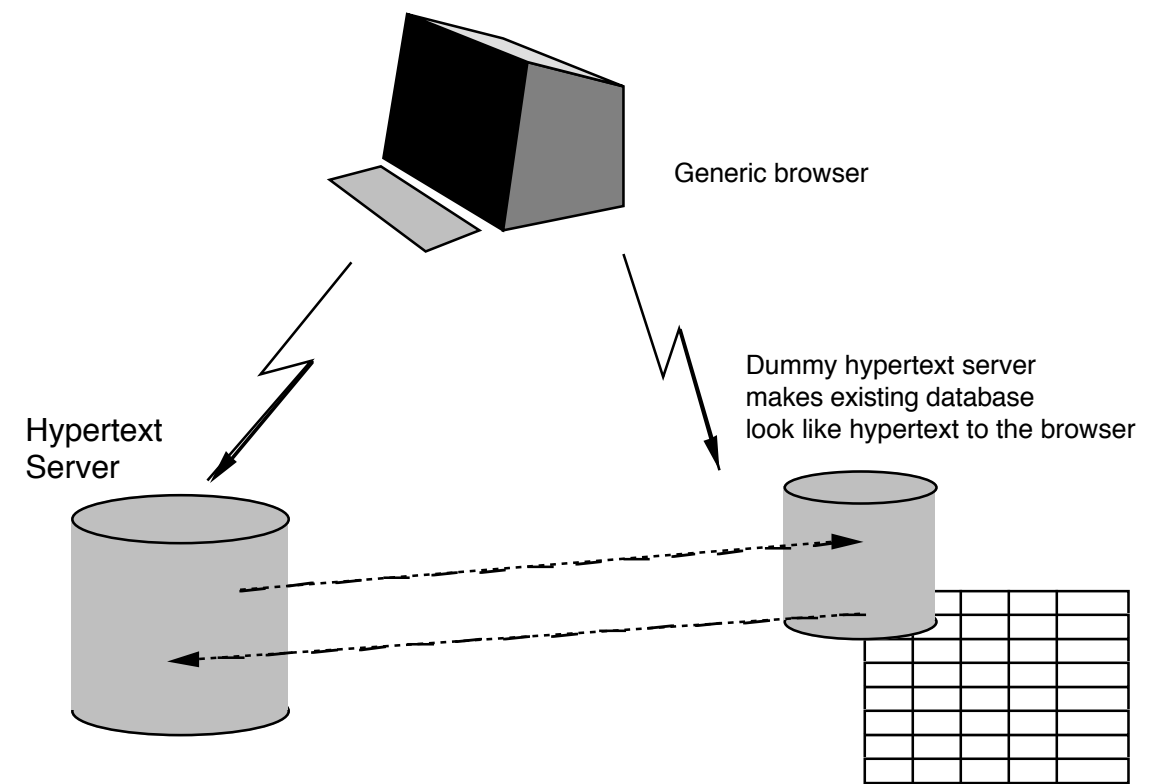 Generic browser
Dummy hypertext server
makes existing database
look like hypertext to the browser
Hypertext
Server